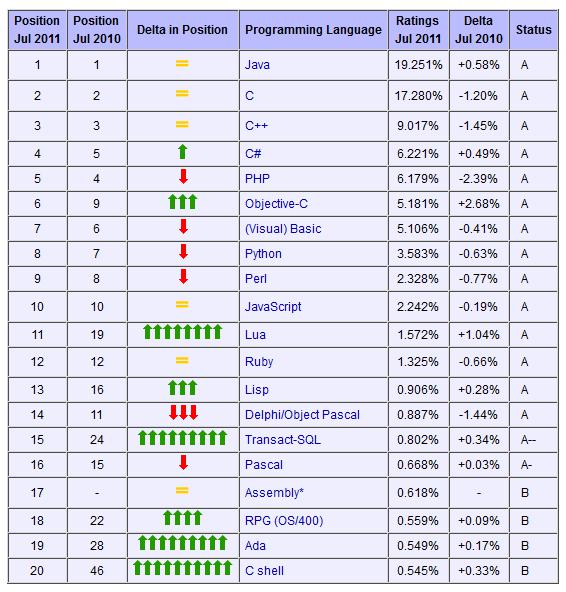 Position Jul 2011 Position Jul 2010 Delta in Position Programming Language Ratings Jul 2011 Delta Jul 2010 Status
1 1 Java 19.251% +0.58% A
2 2 C 17.280% -1.20% A
3 3 C++ 9.017% -1.45% A
4 5 C# 6.221% +0.49% A
5 4 PHP 6.179% -2.39% A
6 9 Objective-C 5.181% +2.68% A
7 6 (Visual) Basic 5.106% -0.41% A
8 7 Python 3.583% -0.63% A
9 8 Perl 2.328% -0.77% A
10 10 JavaScript 2.242% -0.19% A
11 19 Lua 1.572% +1.04% A
12 12 Ruby 1.325% -0.66% A
13 16 Lisp 0.906% +0.28% A
14 11 Delphi/Object Pascal 0.887% -1.44% A
15 24 Transact-SQL 0.802% +0.34% A--
16 15 Pascal 0.668% +0.03% A-
17 - Assembly* 0.618% - B
18 22 RPG (OS/400) 0.559% +0.09% B
19 28 Ada 0.549% +0.17% B
20 46 C shell 0.545% +0.33% B